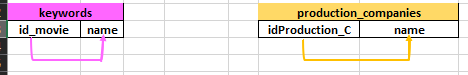 keywords
id_movie name
production_companies
idProduction_C name